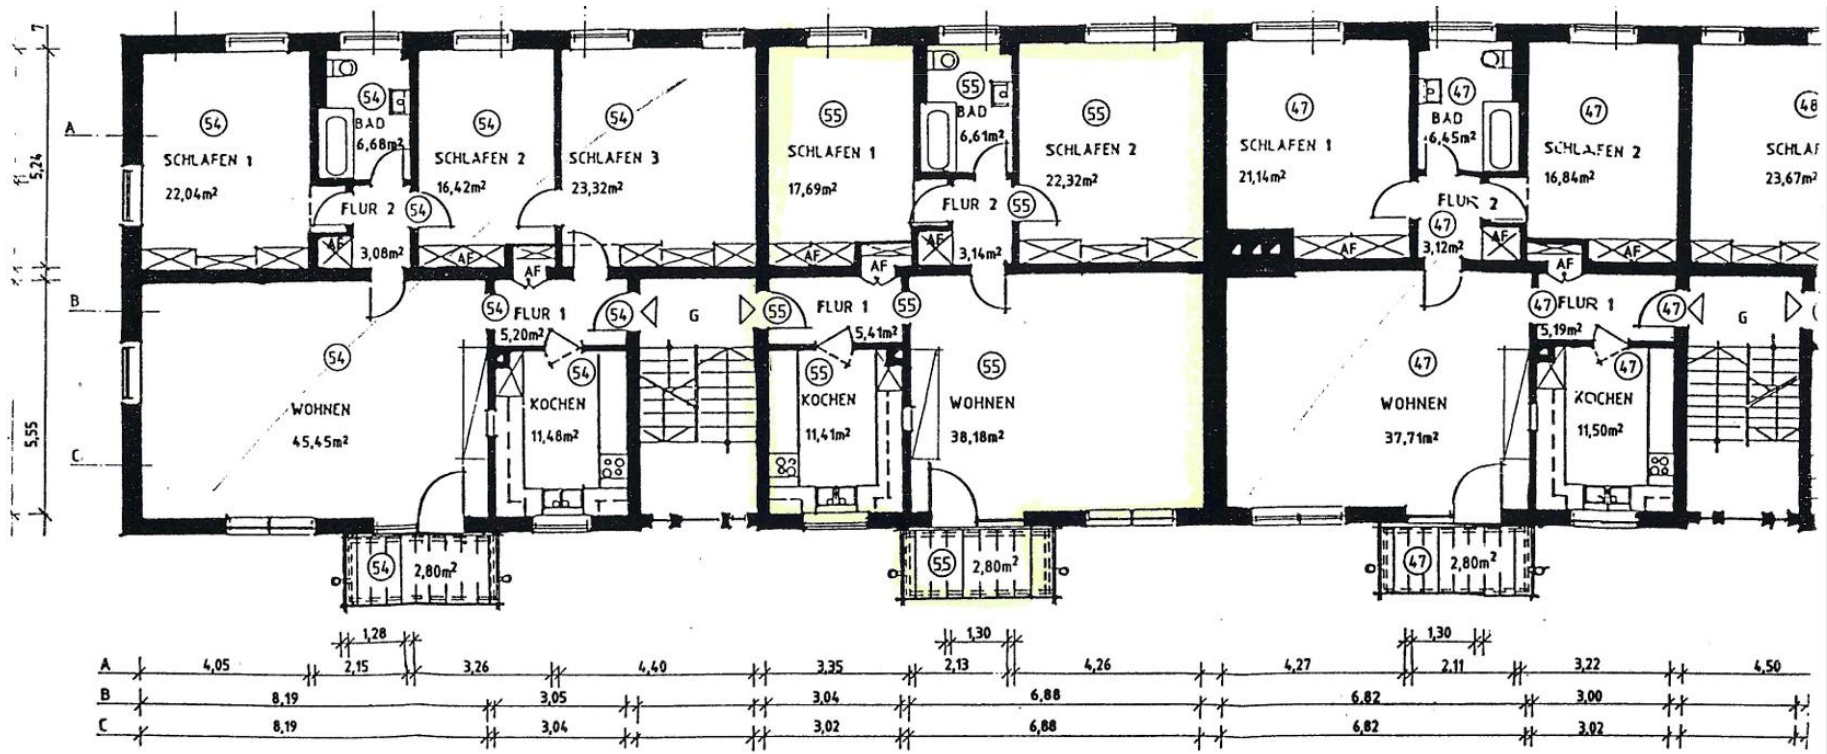 7
54
54
54
54
55
55
55
47
47
47
48
BAD
BAD
BAD
6,68m²
6,61m²
6,45m²
A
5,24
SCHLAFEN 1
SCHLAFEN 2
SCHLAFEN 3
SCHLAFEN 1
SCHLAFEN 2
SCHLAFEN 1
SCHLAFEN 2
SCHLAF
22,04m²
16,42m²
23,32m²
17,69m²
22,32m²
21,14m²
16,84m²
23,67m²
FLUR 2
54
FLUR 2
55
FLUR 2
47
AF
3,08m²
AF
AF
AF
AF
AF
3,14m²
AF
3,12m²
AF
AF
AF
B
54
FLUR 1
54
G
55
FLUR 1
55
47
FLUR 1
47
G
5,20m²
5,41m²
5,19m²
54
54
55
55
47
47
5,55
WOHNEN
KOCHEN
KOCHEN
WOHNEN
WOHNEN
KOCHEN
45,45m²
11,48m²
11,41m²
38,18m²
37,71m²
11,50m²
C
54
2,80m²
55
2,80m²
47
2,80m²
1,28
1,30
1,30
A
4,05
2,15
3,26
4,40
3,35
2,13
4,26
4,27
2,11
3,22
4,50
B
8,19
3,05
3,04
6,88
6,82
3,00
C
8,19
3,04
3,02
6,88
6,82
3,02